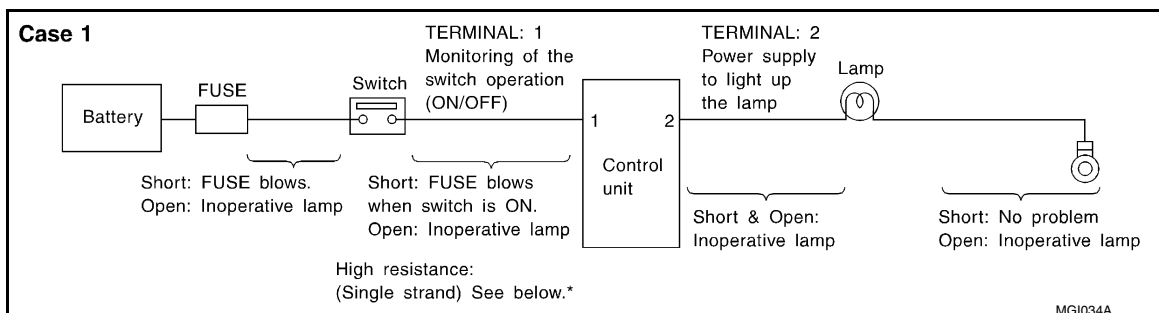 Case 1
TERMINAL: 1
Monitoring of the
switch operation
(ON/OFF)
TERMINAL: 2
Power supply
to light up
the lamp
Lamp
FUSE
Switch
Battery
1
2
Control
unit
Short: FUSE blows.
Open: Inoperative lamp
Short: FUSE blows
when switch is ON.
Open: Inoperative lamp
Short & Open:
Inoperative lamp
Short: No problem
Open: Inoperative lamp
High resistance:
(Single strand) See below.*
MGI034A